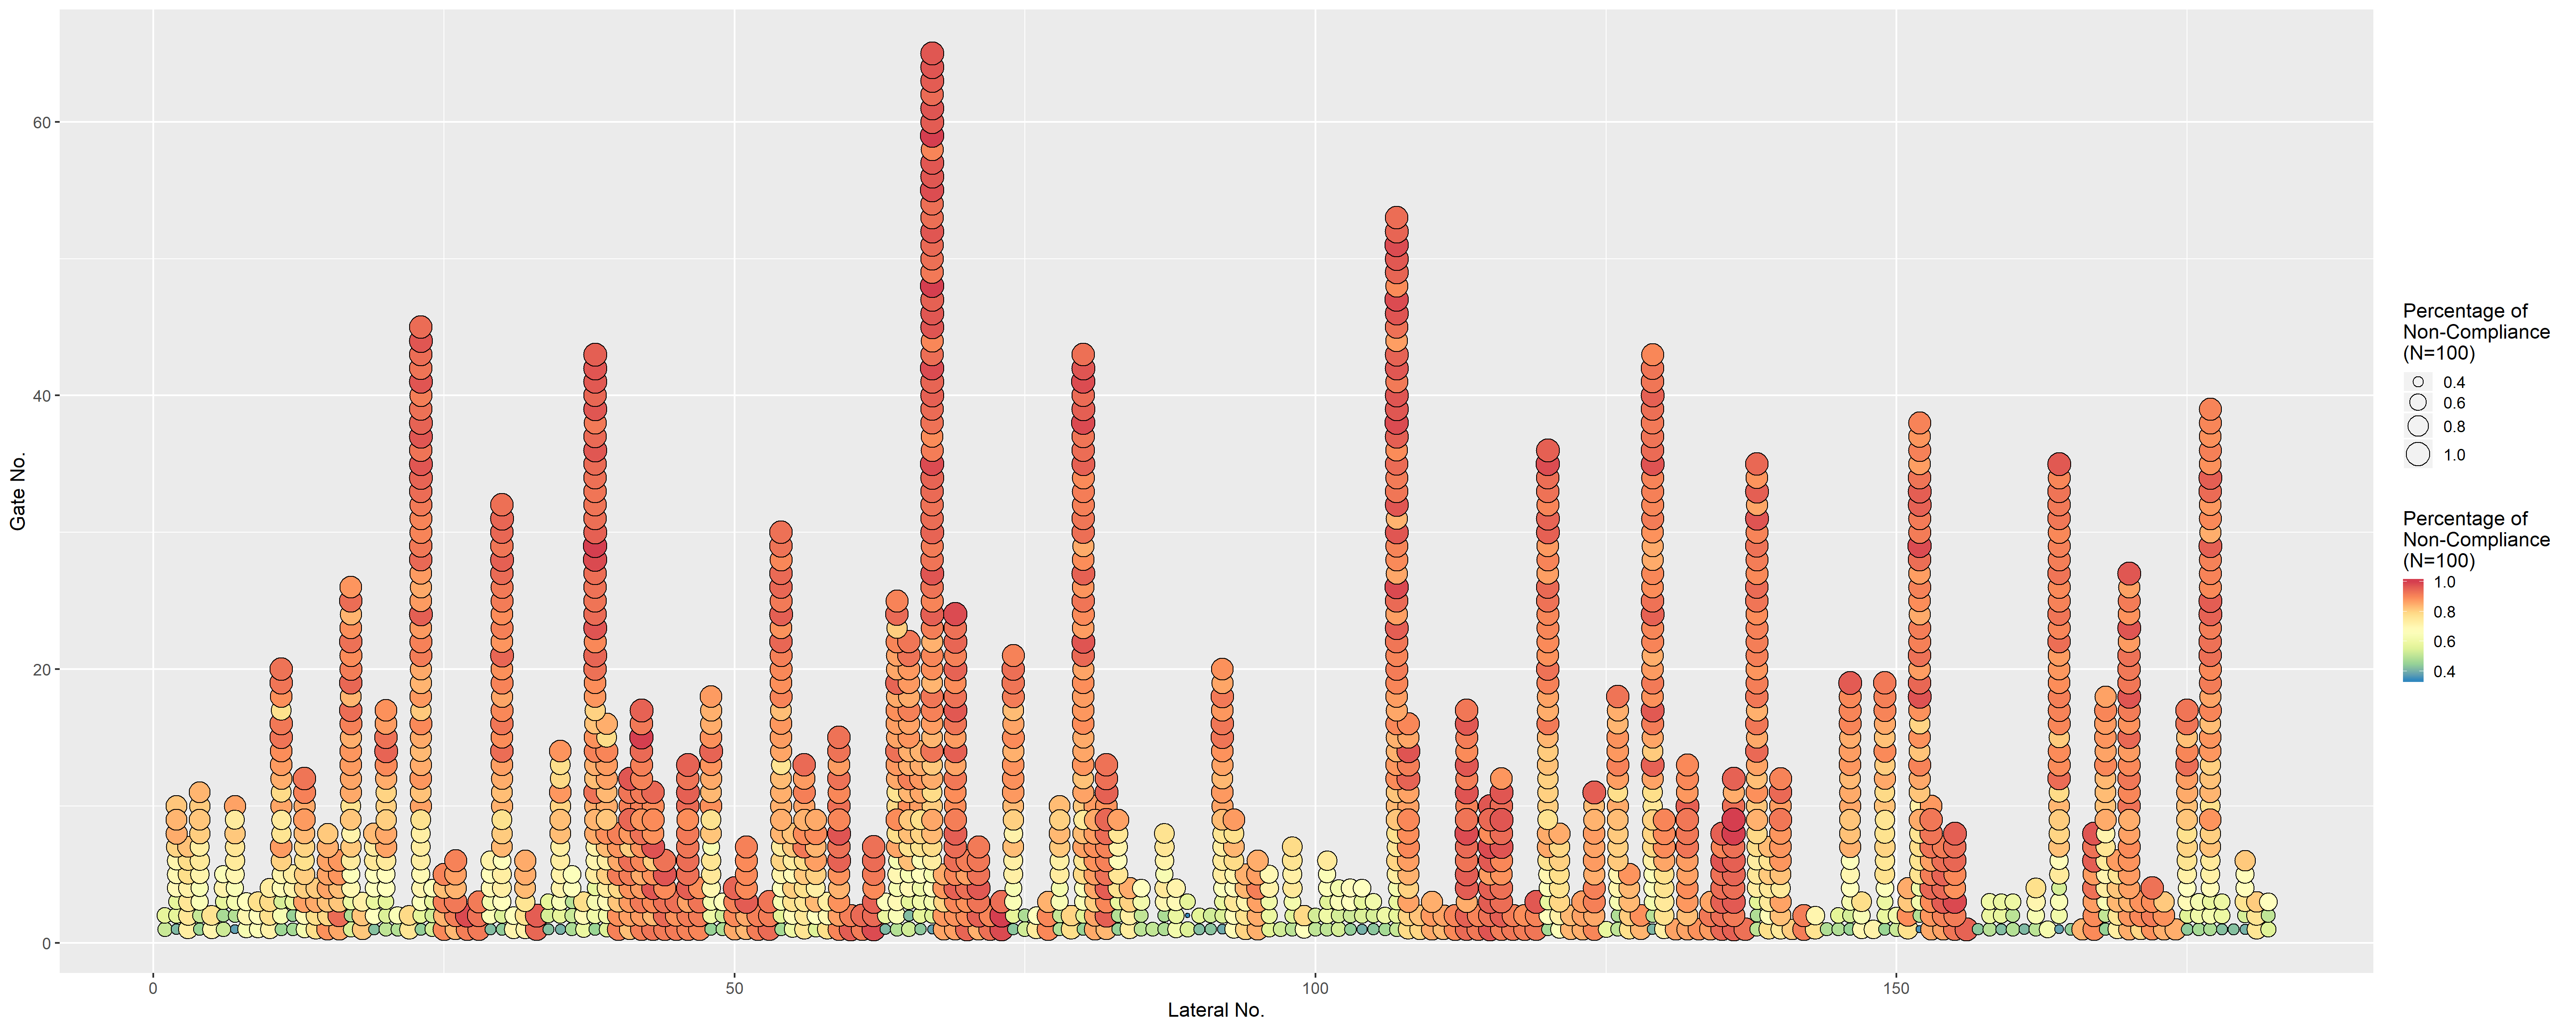 60
40
20
0
Gate No.
0
50
100
150
Lateral No.
Percentage of
Non-Compliance
(N=100)
0.4
0.6
0.8
1.0
Percentage of
Non-Compliance
(N=100)
1.0
0.8
0.6
0.4